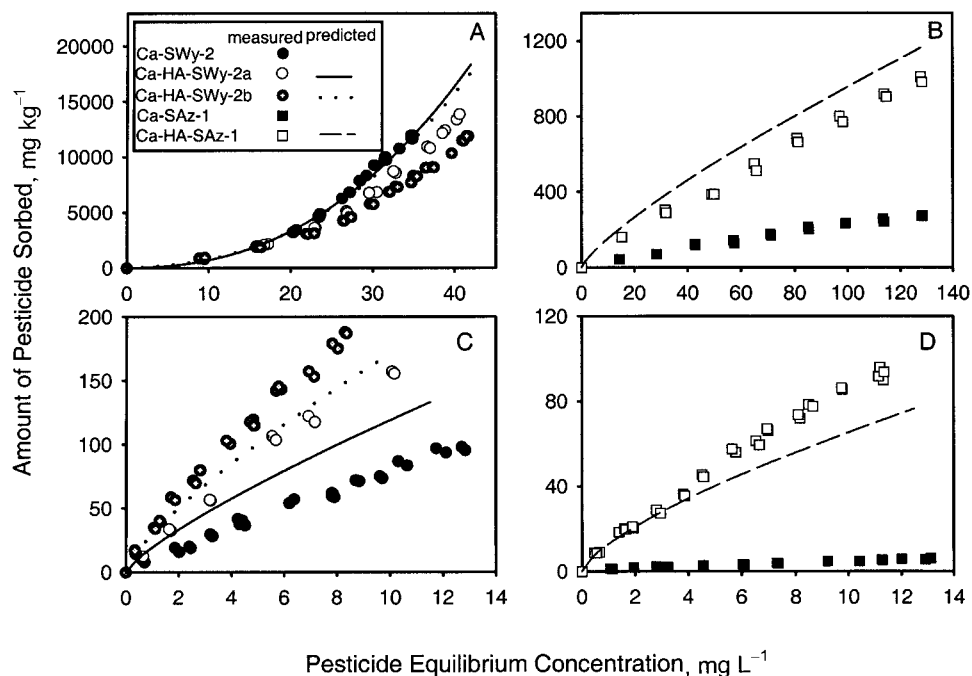 measured predicted
Ca-SWy-2
Ca-HA-SWy-2a
Ca-HA-SWy-2b
Ca-SAz-1
Ca-HA-SAz-1
A
20000
15000
10000
5000
0
0 10 20 30 40
B
1200
800
400
0
0 20 40 60 80 100 120 140
C
200
150
100
50
0
0 2 4 6 8 10 12 14
D
120
80
40
0
0 2 4 6 8 10 12 14
Amount of Pesticide Sorbed, mg kg⁻¹
Pesticide Equilibrium Concentration, mg L⁻¹